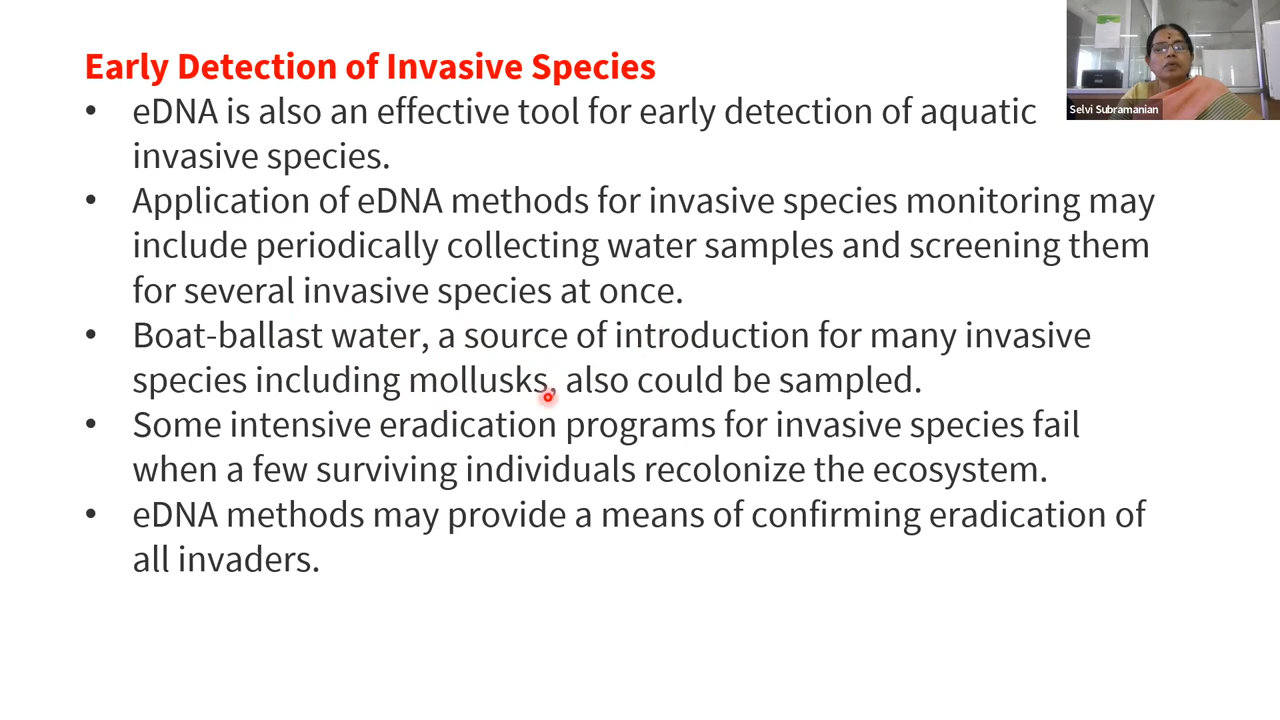 Early Detection of Invasive Species
• eDNA is also an effective tool for early detection of aquatic
invasive species.
• Application of eDNA methods for invasive species monitoring may
include periodically collecting water samples and screening them
for several invasive species at once.
• Boat-ballast water, a source of introduction for many invasive
species including mollusks, also could be sampled.
• Some intensive eradication programs for invasive species fail
when a few surviving individuals recolonize the ecosystem.
• eDNA methods may provide a means of confirming eradication of
all invaders.
Selvi Subramanian